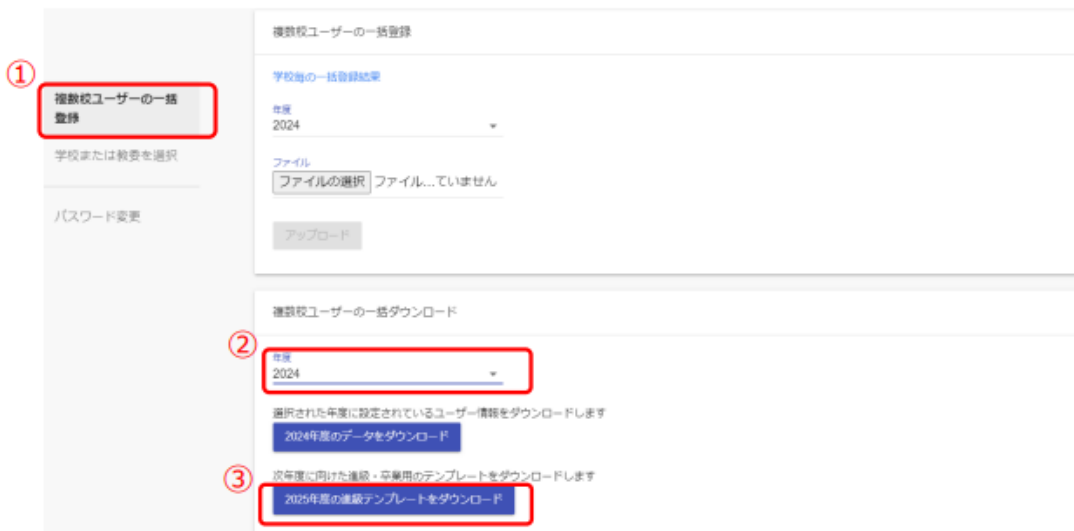 複数校ユーザーの一括登録
①
学校毎の一括登録結果
複数校ユーザーの一括
登録
年度
2024
学校または教委を選択
ファイル
ファイルの選択 ファイル...ていません
パスワード変更
アップロード
複数校ユーザーの一括ダウンロード
②
年度
2024
選択された年度に設定されているユーザー情報をダウンロードします
2024年度のデータをダウンロード
③
次年度に向けた進級・卒業用のテンプレートをダウンロードします
2025年度の進級テンプレートをダウンロード